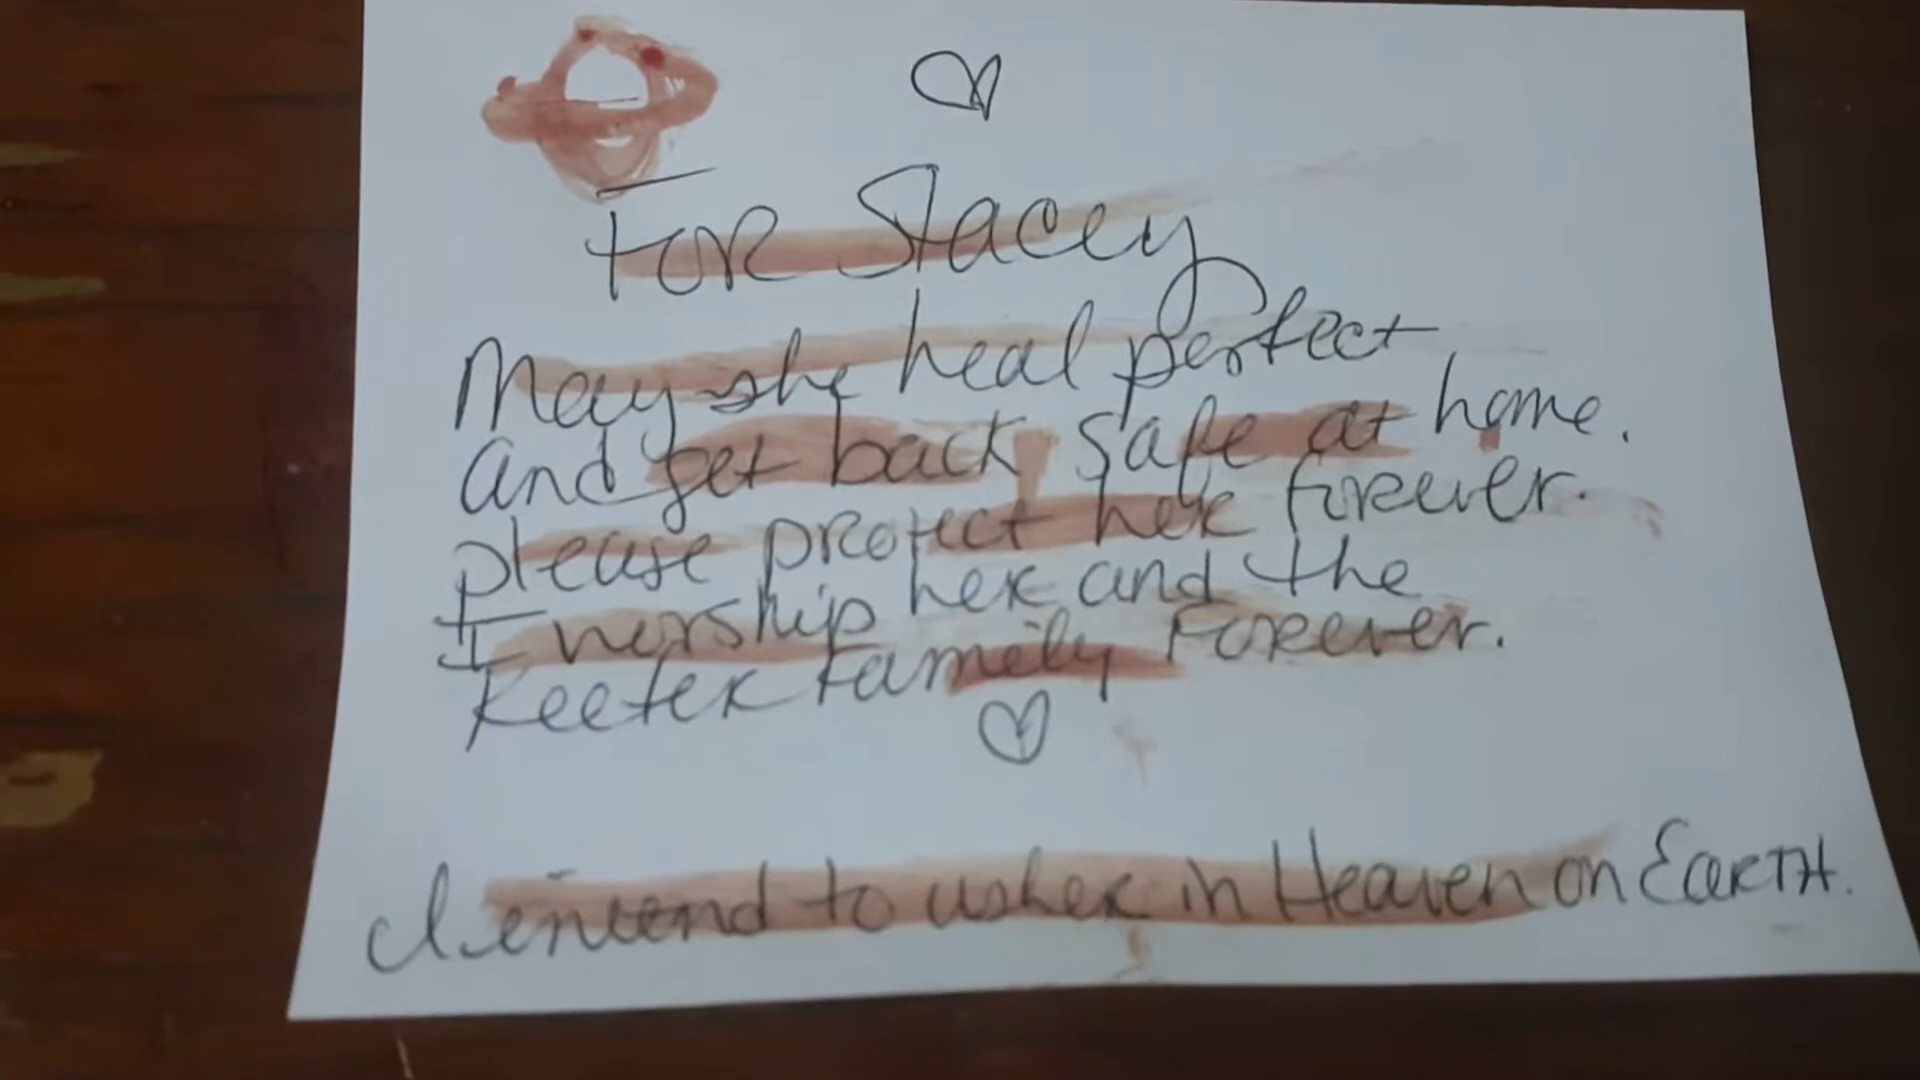 For Stacey
May she heal perfect
and get back safe at home.
please protect her forever.
I worship her and the
Keefer Family Forever.
I intend to usher in Heaven on EARTH.